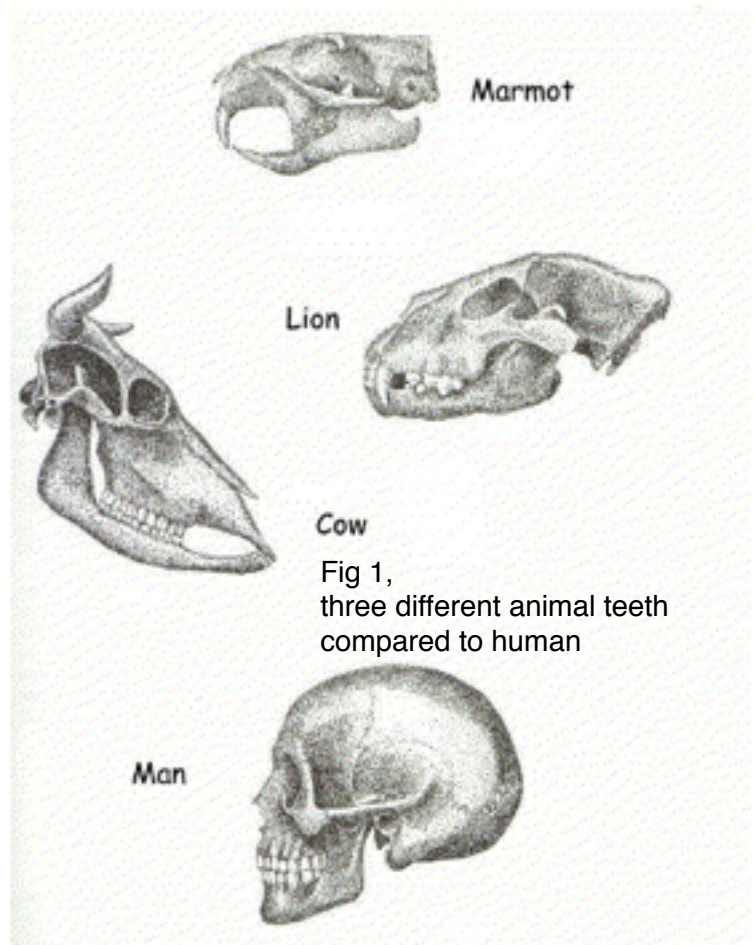 Marmot
Lion
Cow
Fig 1,
three different animal teeth
compared to human
Man